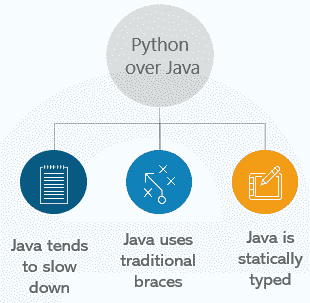 Python
over Java
Java tends
to slow
down
Java uses
traditional
braces
Java is
statically
typed